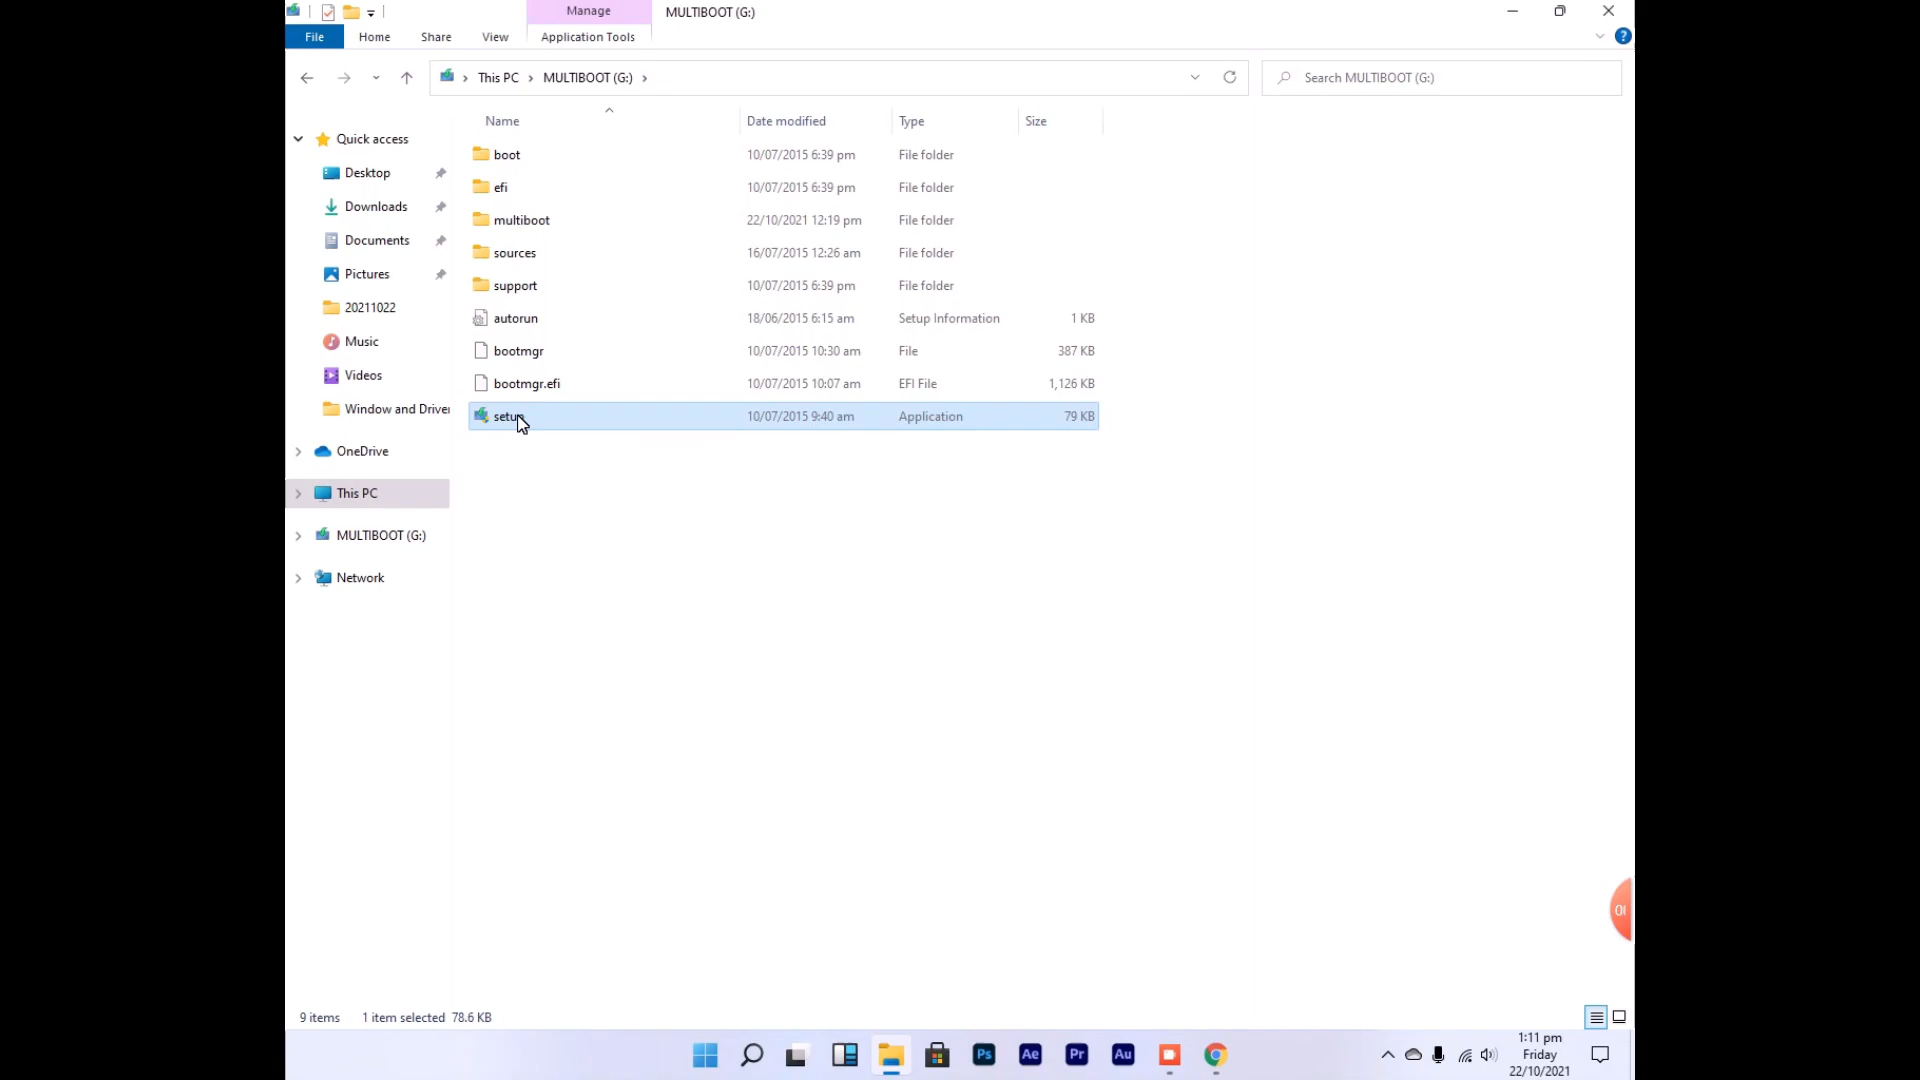 Manage MULTIBOOT (G:)
File Home Share View Application Tools
This PC MULTIBOOT (G:) Search MULTIBOOT (G:)
Name Date modified Type Size
Quick access
Desktop
Downloads
Documents
Pictures
20211022
Music
Videos
Window and Driver
OneDrive
This PC
MULTIBOOT (G:)
Network
boot 10/07/2015 6:39 pm File folder
efi 10/07/2015 6:39 pm File folder
multiboot 22/10/2021 12:19 pm File folder
sources 16/07/2015 12:26 am File folder
support 10/07/2015 6:39 pm File folder
autorun 18/06/2015 6:15 am Setup Information 1 KB
bootmgr 10/07/2015 10:30 am File 387 KB
bootmgr.efi 10/07/2015 10:07 am EFI File 1,126 KB
setup 10/07/2015 9:40 am Application 79 KB
9 items 1 item selected 78.6 KB
Ps Ae Pr Au
1:11 pm
Friday
22/10/2021